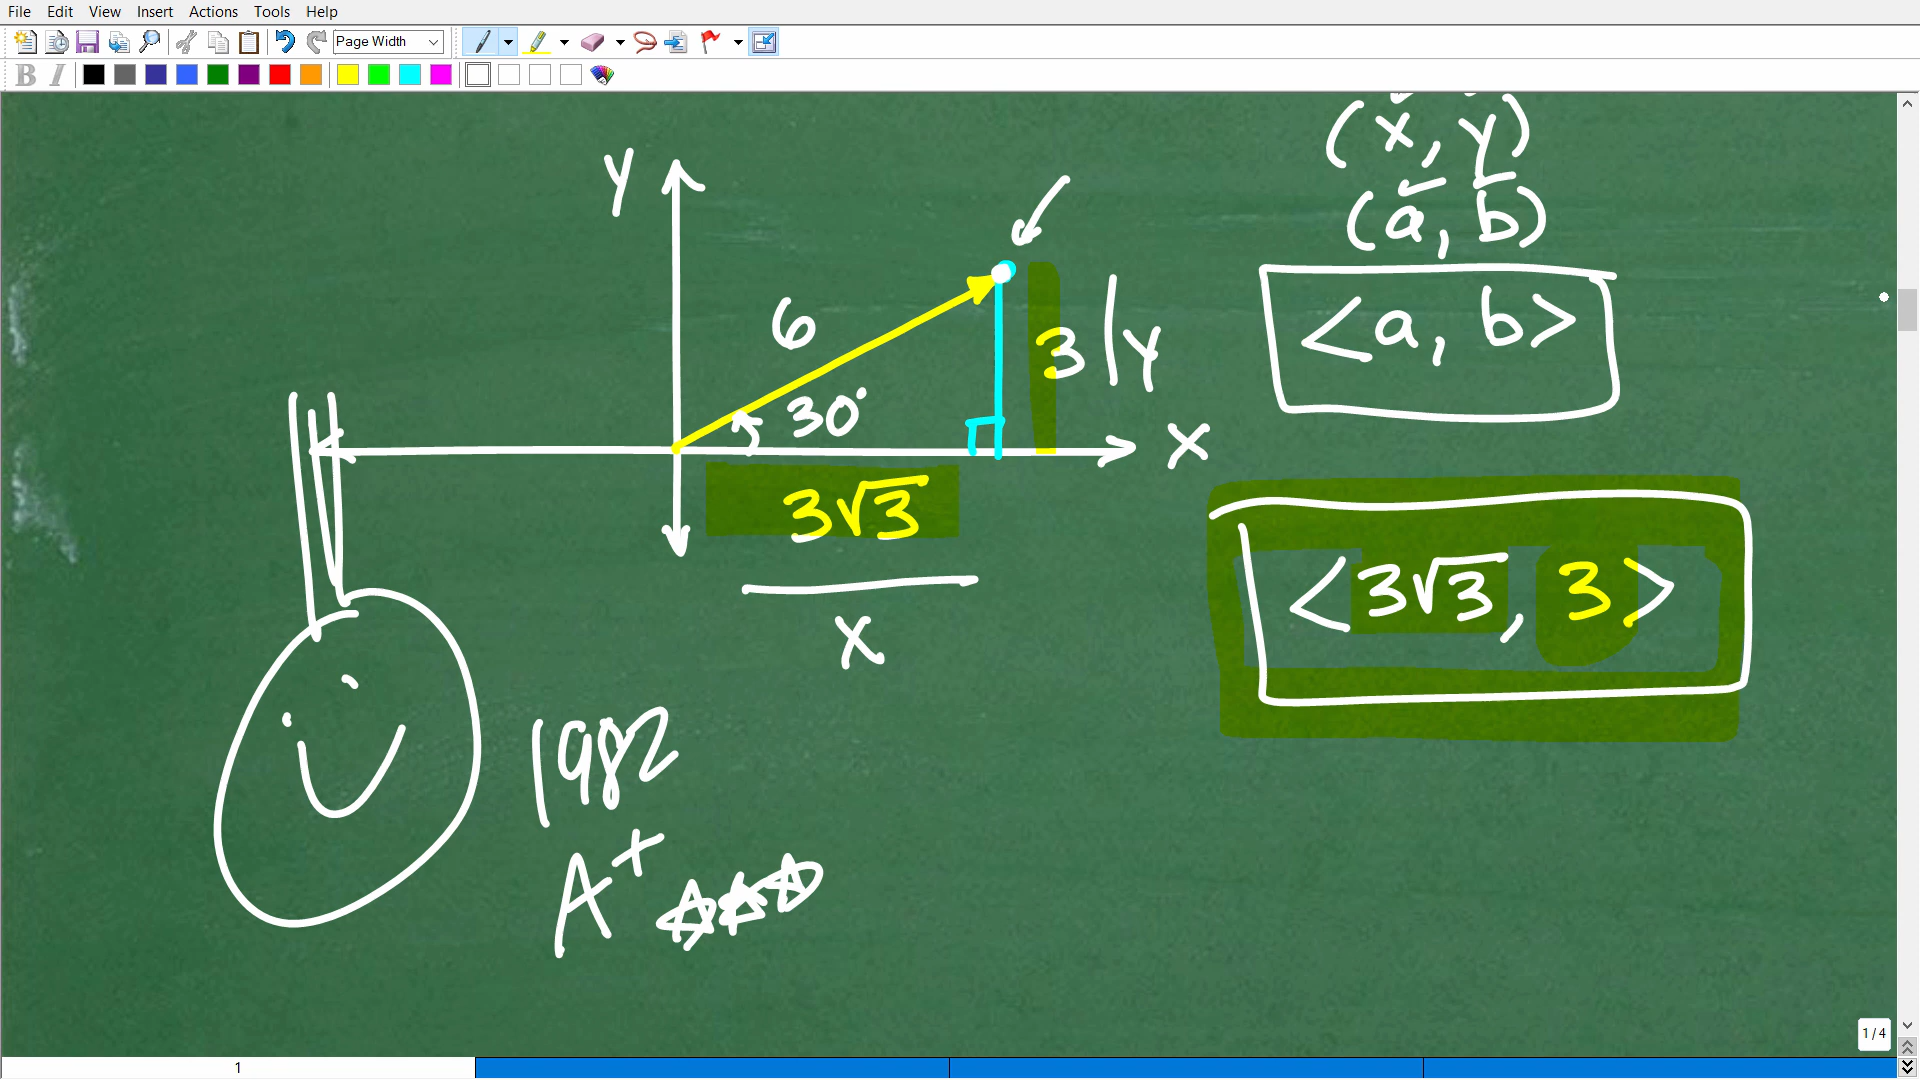 File Edit View Insert Actions Tools Help
Page Width
B I
(x, y)
(a, b)
<a, b>
y
6
30°
3 | y
x
3√3
x
<3√3, 3>
1982
A+
1 / 4
1